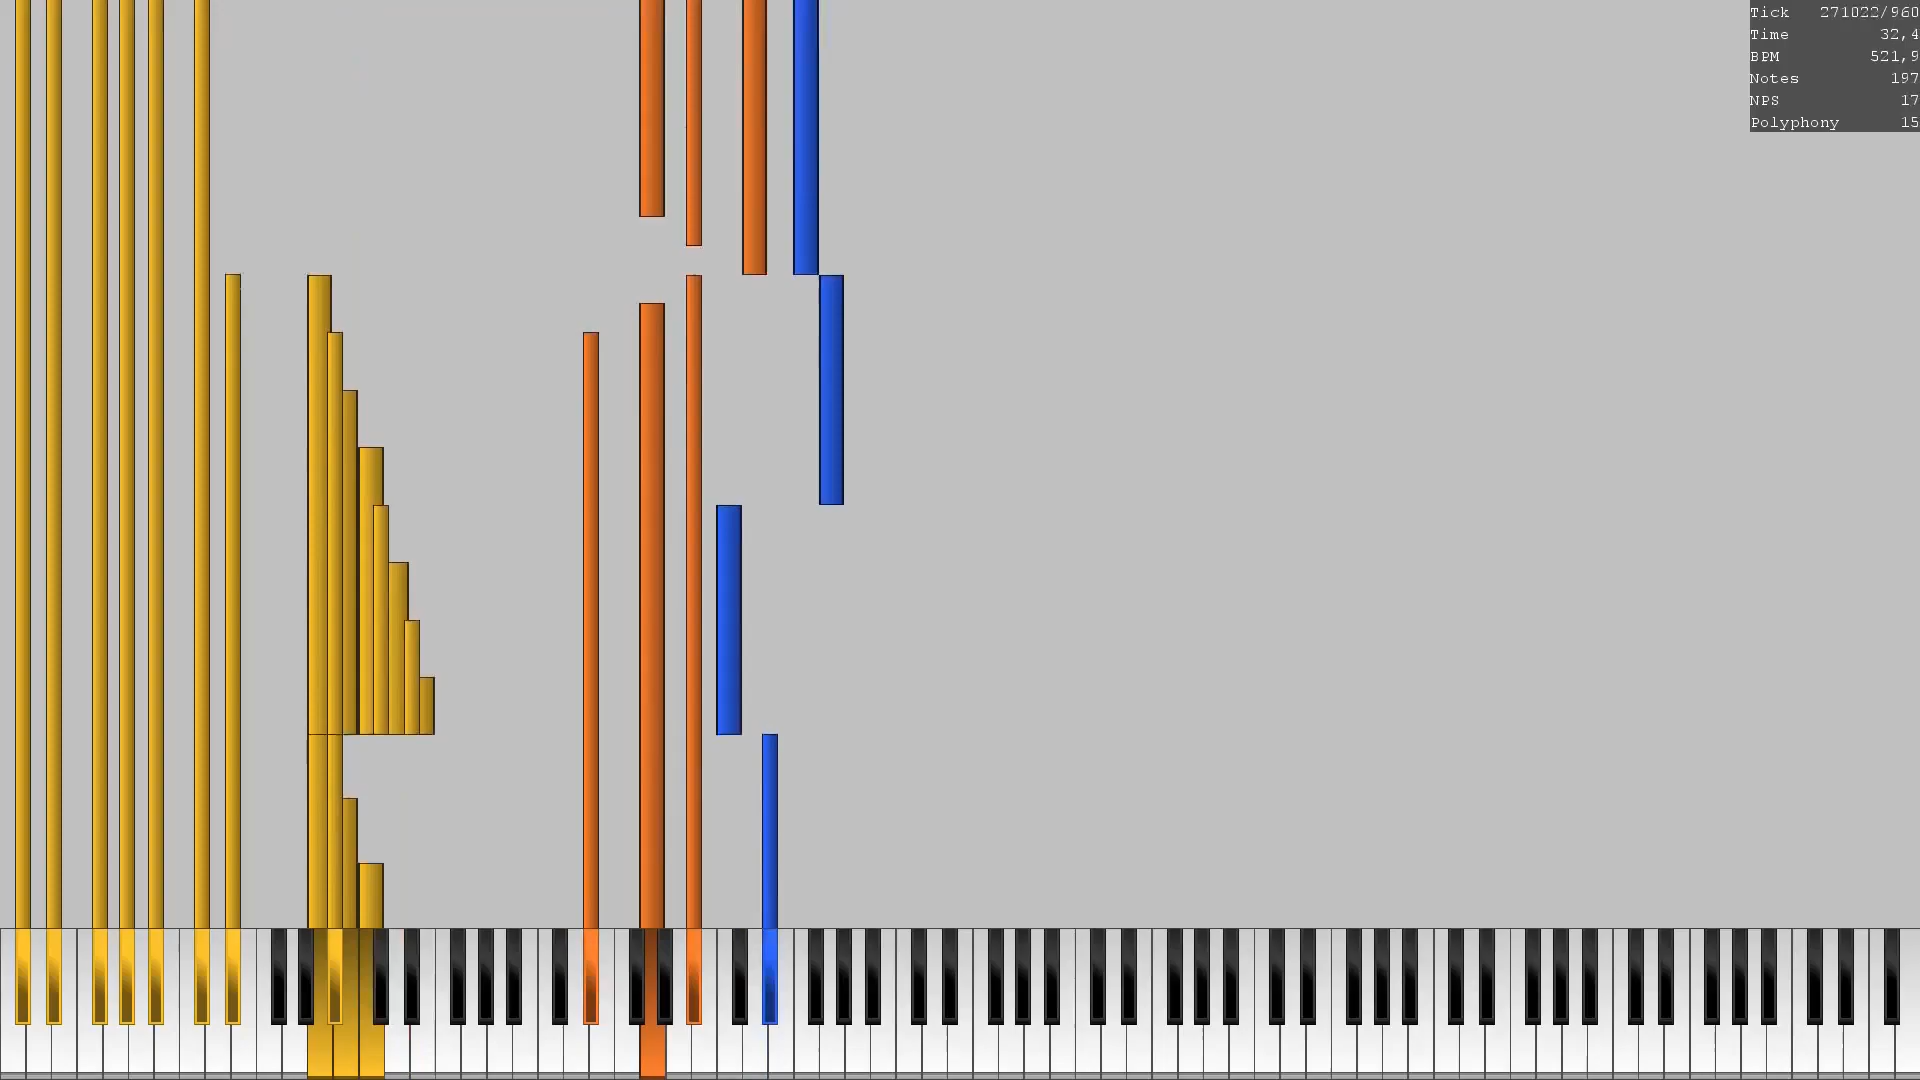 Tick 271022/960
Time 32,4
BPM 521,9
Notes 197
NPS 17
Polyphony 15